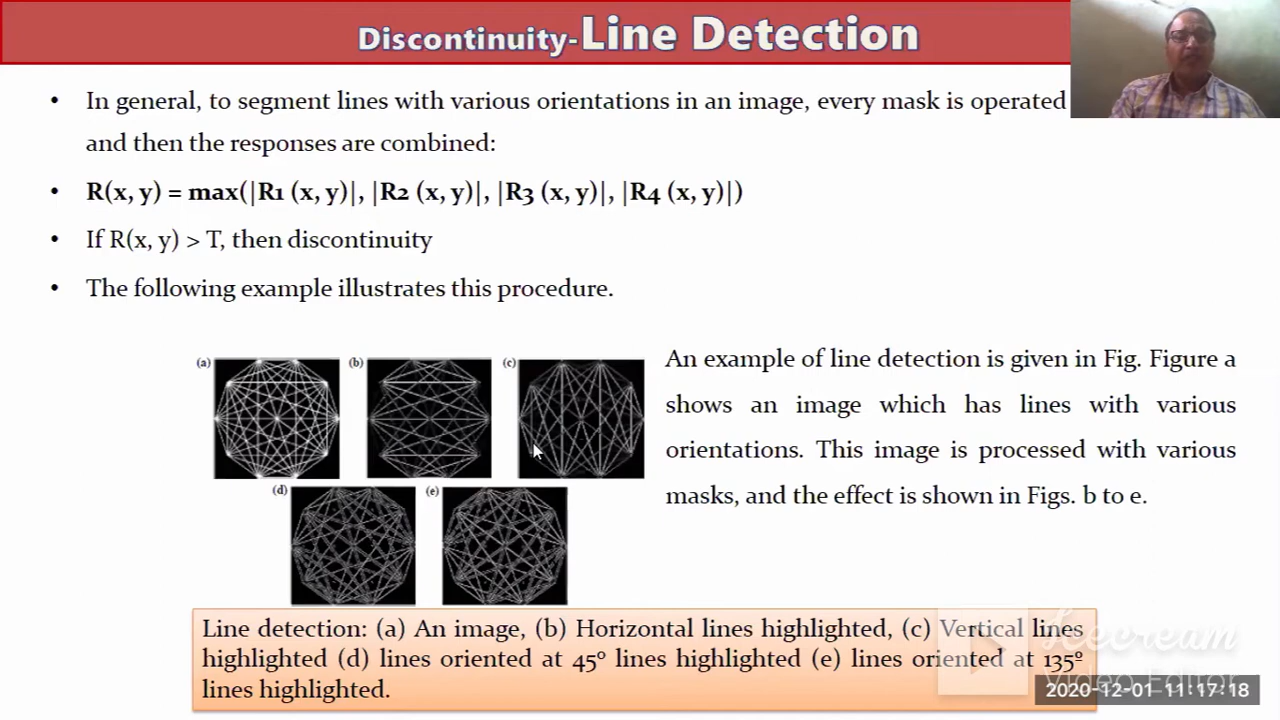 Discontinuity-Line Detection
• In general, to segment lines with various orientations in an image, every mask is operated
and then the responses are combined:
• R(x, y) = max(|R1 (x, y)|, |R2 (x, y)|, |R3 (x, y)|, |R4 (x, y)|)
• If R(x, y) > T, then discontinuity
• The following example illustrates this procedure.
(a) (b) (c)
(d) (e)
An example of line detection is given in Fig. Figure a
shows an image which has lines with various
orientations. This image is processed with various
masks, and the effect is shown in Figs. b to e.
Line detection: (a) An image, (b) Horizontal lines highlighted, (c) Vertical lines
highlighted (d) lines oriented at 45º lines highlighted (e) lines oriented at 135º
lines highlighted.
Icecream
Video Editor
2020-12-01 11:17:18